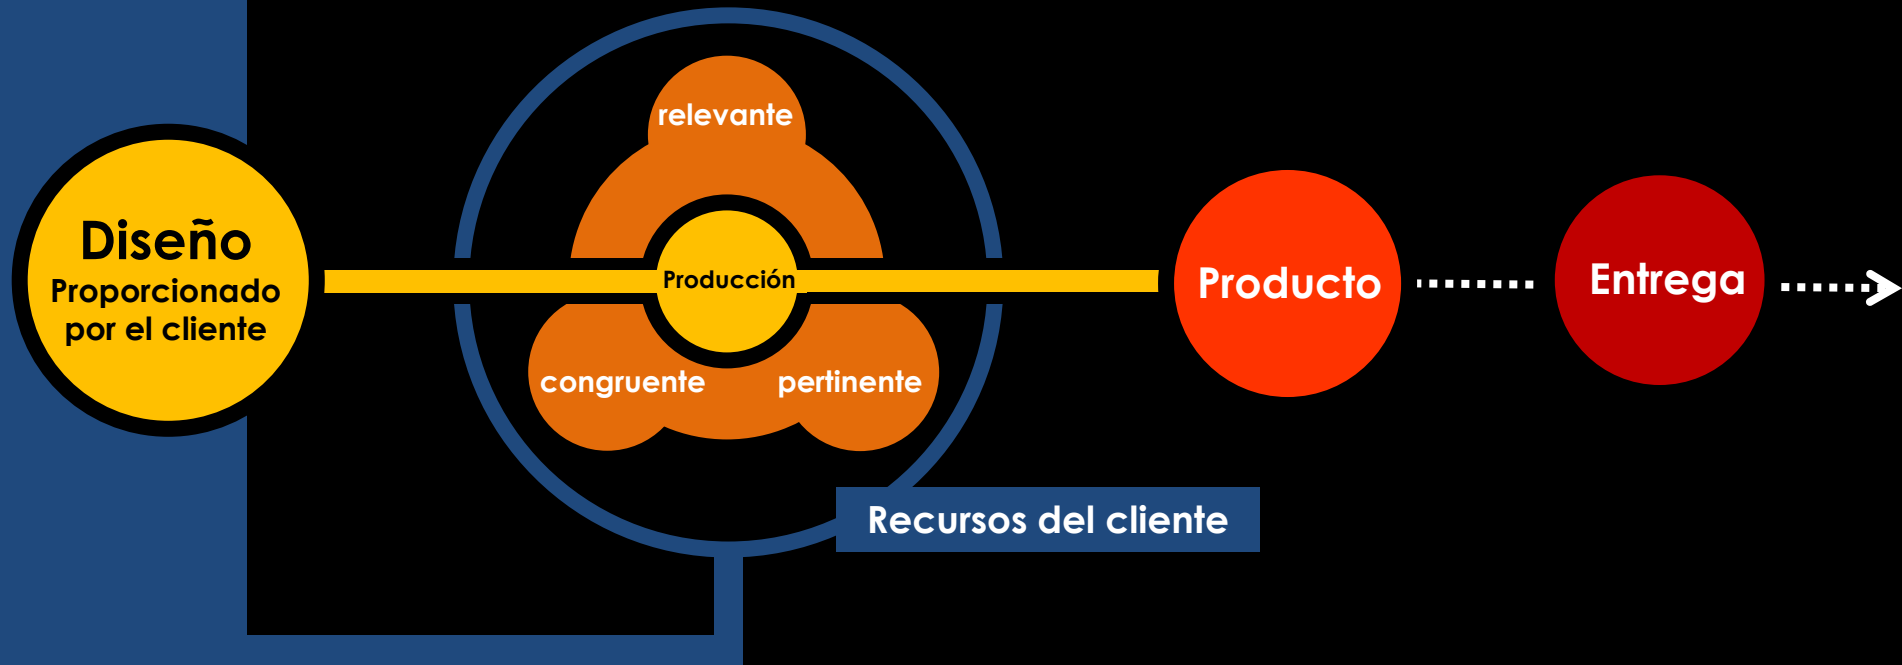 Diseño
Proporcionado
por el cliente
relevante
Producción
congruente
pertinente
Recursos del cliente
Producto
Entrega